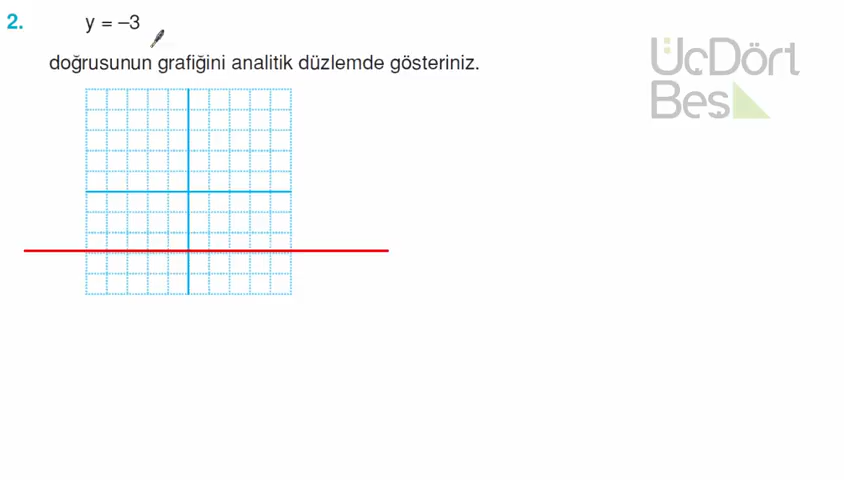 2. y = –3
doğrusunun grafiğini analitik düzlemde gösteriniz.
ÜçDört
Beş